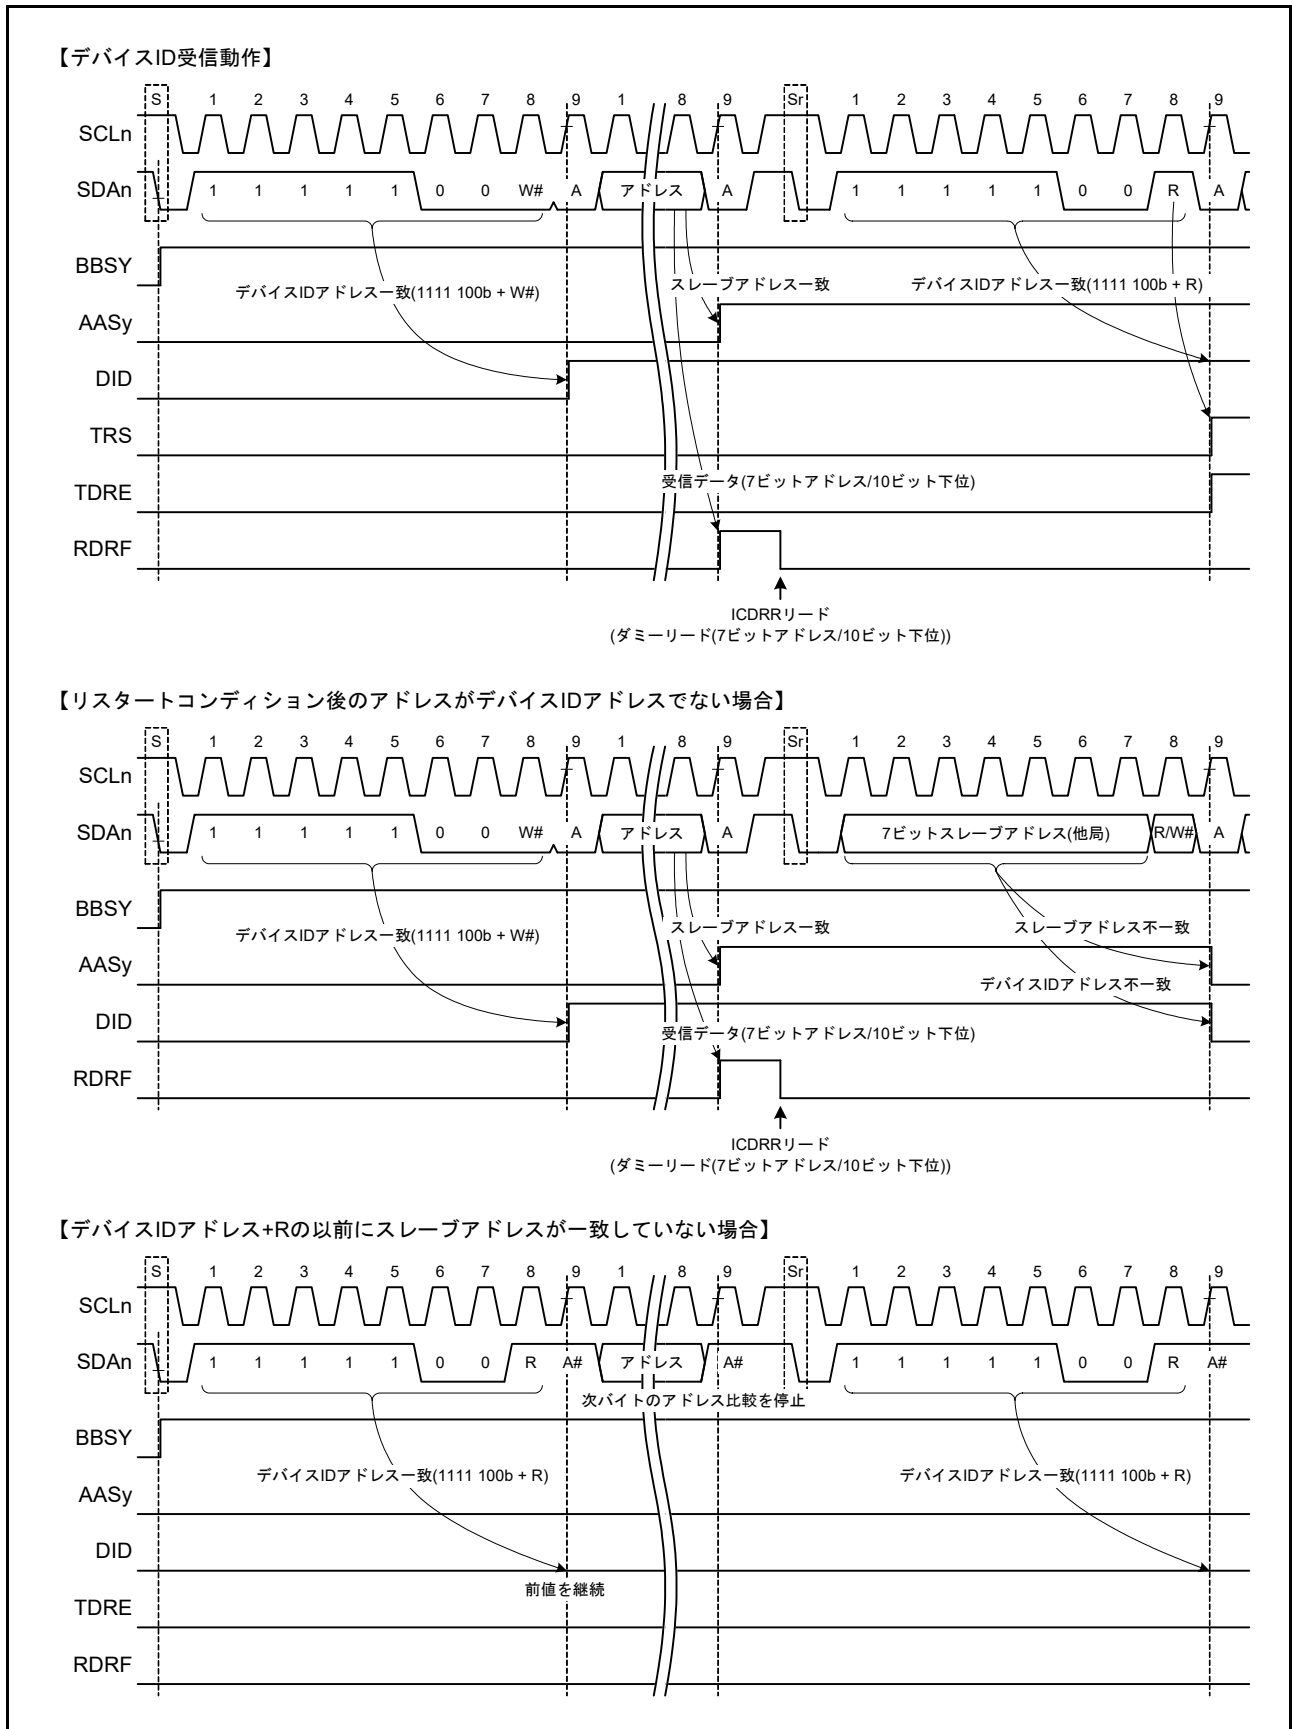 【デバイスID受信動作】
S 1 2 3 4 5 6 7 8 9 1 8 9 Sr 1 2 3 4 5 6 7 8 9
SCLn
SDAn 1 1 1 1 1 0 0 W# A アドレス A 1 1 1 1 1 0 0 R A
BBSY
デバイスIDアドレス一致(1111 100b + W#) スレーブアドレス一致 デバイスIDアドレス一致(1111 100b + R)
AASy
DID
TRS
受信データ(7ビットアドレス/10ビット下位)
TDRE
RDRF
ICDRRリード
(ダミーリード(7ビットアドレス/10ビット下位))
【リスタートコンディション後のアドレスがデバイスIDアドレスでない場合】
S 1 2 3 4 5 6 7 8 9 1 8 9 Sr 1 2 3 4 5 6 7 8 9
SCLn
SDAn 1 1 1 1 1 0 0 W# A アドレス A 7ビットスレーブアドレス(他局) R/W# A
BBSY
デバイスIDアドレス一致(1111 100b + W#) スレーブアドレス一致 スレーブアドレス不一致
AASy
デバイスIDアドレス不一致
DID
受信データ(7ビットアドレス/10ビット下位)
RDRF
ICDRRリード
(ダミーリード(7ビットアドレス/10ビット下位))
【デバイスIDアドレス+Rの以前にスレーブアドレスが一致していない場合】
S 1 2 3 4 5 6 7 8 9 1 8 9 Sr 1 2 3 4 5 6 7 8 9
SCLn
SDAn 1 1 1 1 1 0 0 R A# アドレス A# 1 1 1 1 1 0 0 R A#
次バイトのアドレス比較を停止
BBSY
デバイスIDアドレス一致(1111 100b + R) デバイスIDアドレス一致(1111 100b + R)
AASy
DID
前値を継続
TDRE
RDRF